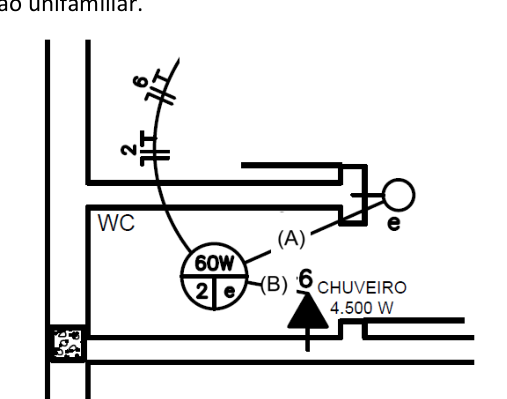 ão unifamiliar.
6
2
WC
(A)
e
60W
2 e
(B)
6 CHUVEIRO
4.500 W